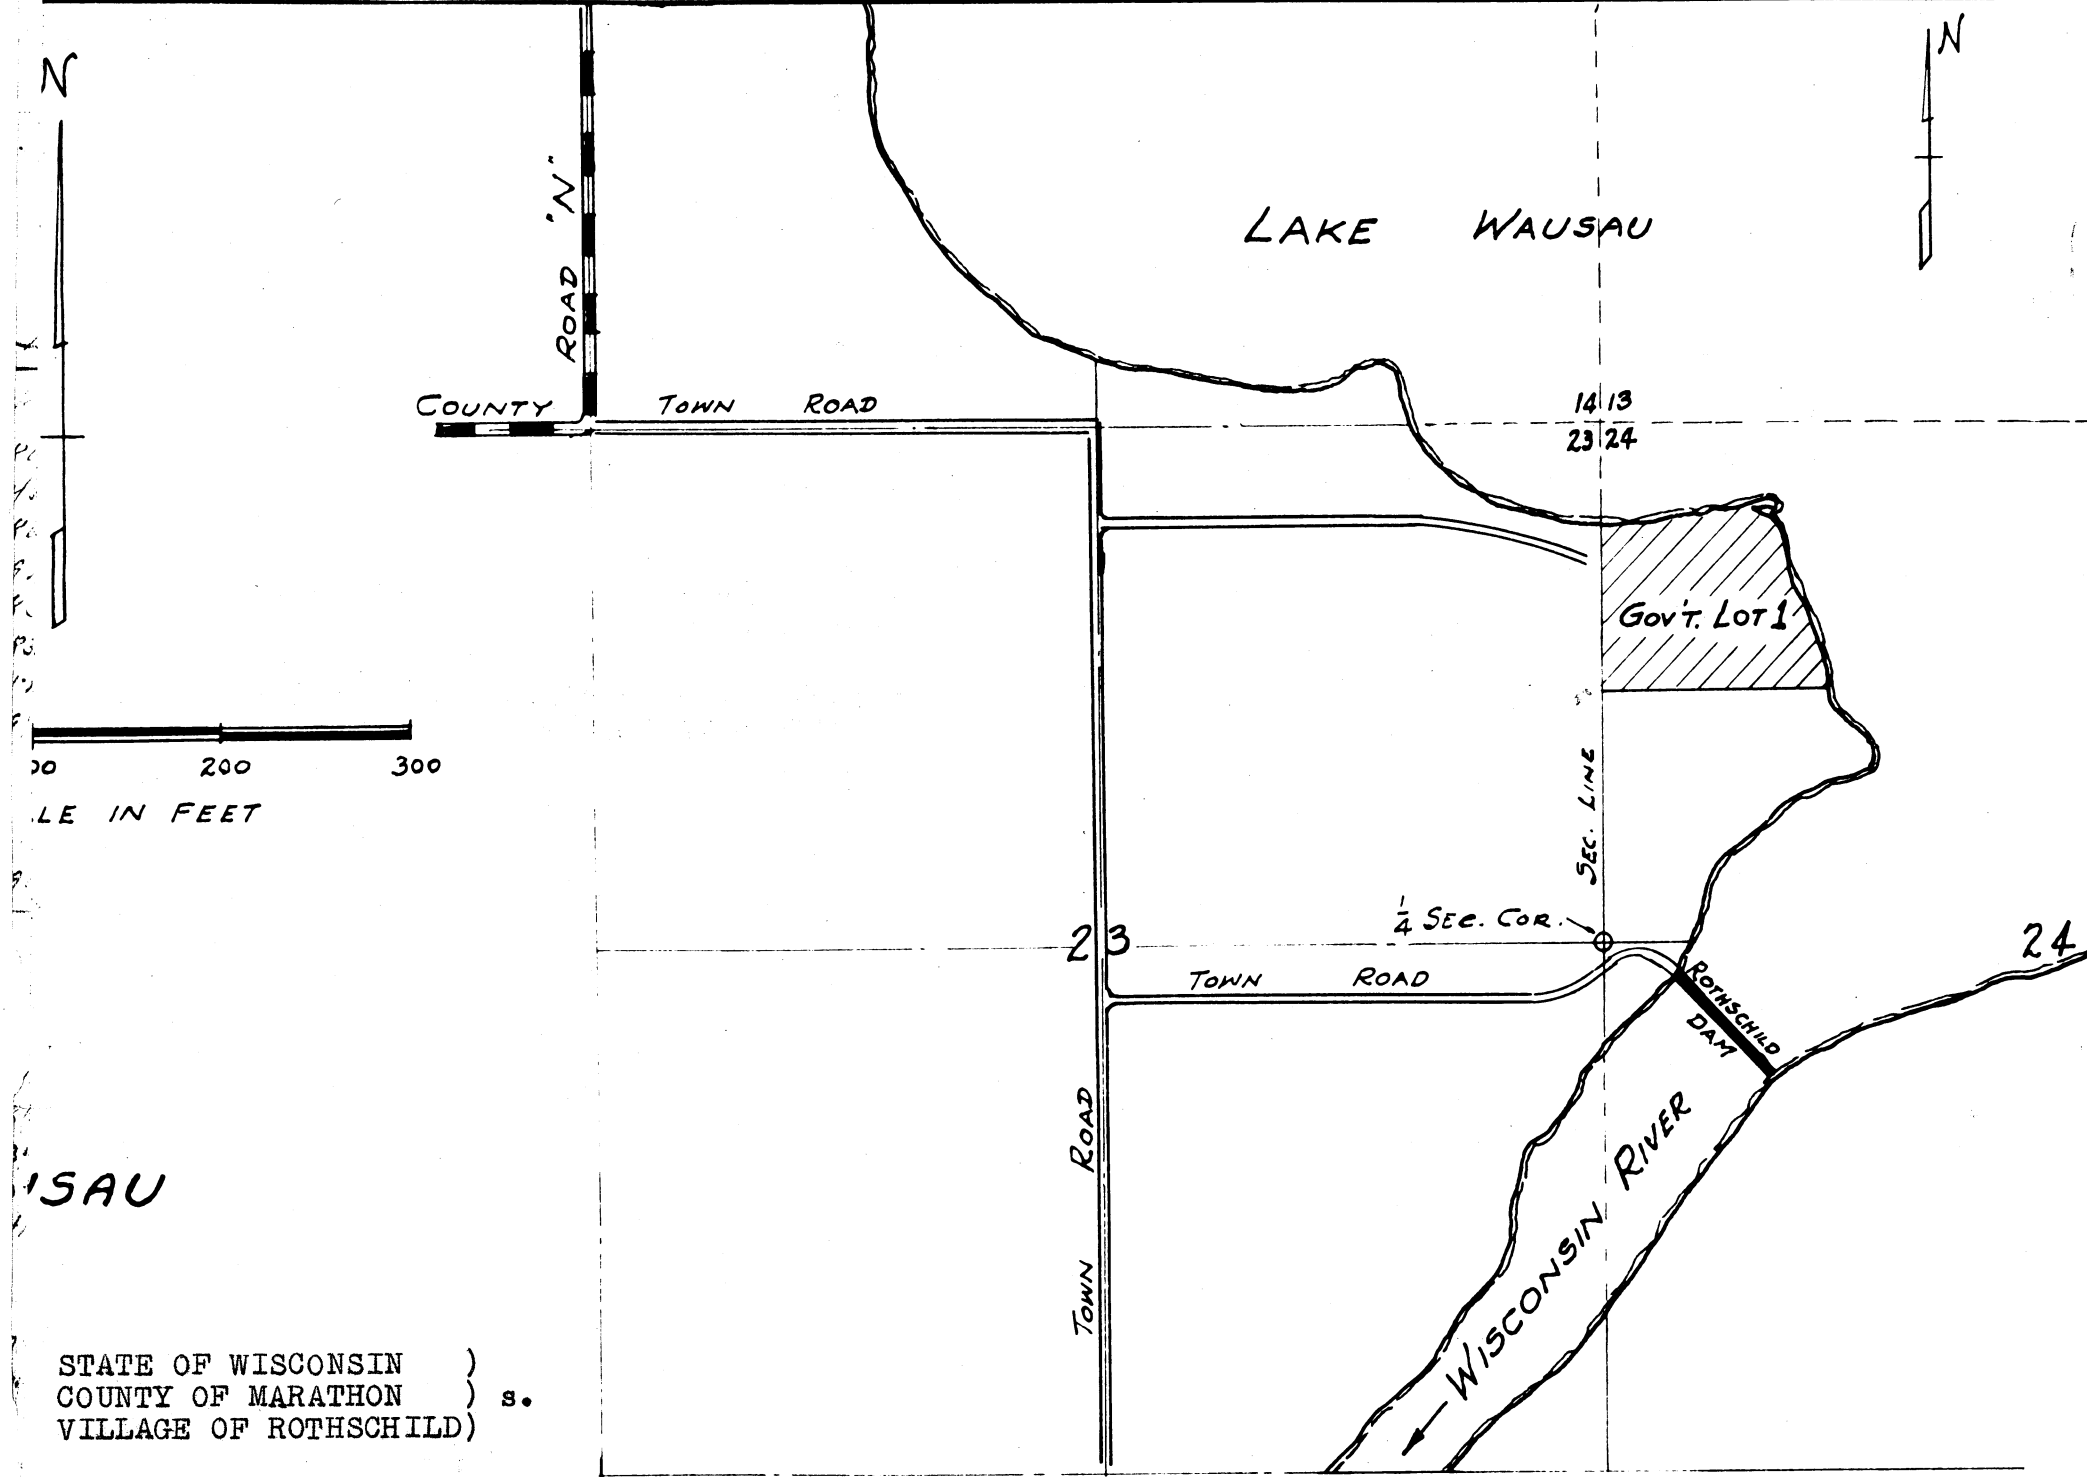 N
N
LAKE WAUSAU
ROAD "N"
COUNTY
TOWN ROAD
14 13
23 24
GOV'T. LOT 1
200
300
IN FEET
SEC. LINE
1/4 SEC. COR.
23
24
TOWN ROAD
ROTHSCHILD
DAM
TOWN ROAD
WISCONSIN RIVER
STATE OF WISCONSIN )
COUNTY OF MARATHON ) s.
VILLAGE OF ROTHSCHILD)